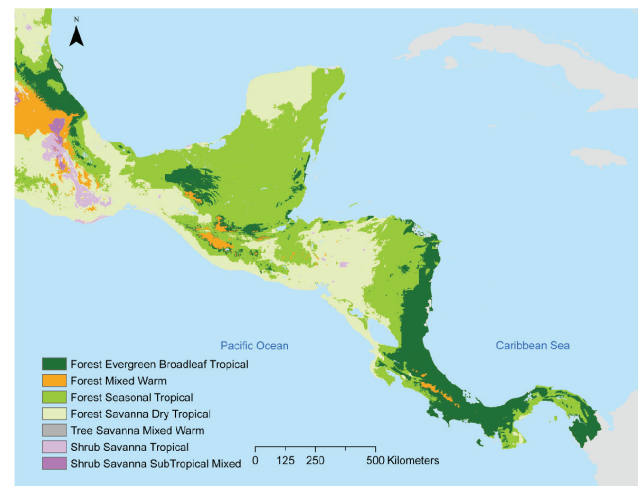 N
Pacific Ocean
Caribbean Sea
Forest Evergreen Broadleaf Tropical
Forest Mixed Warm
Forest Seasonal Tropical
Forest Savanna Dry Tropical
Tree Savanna Mixed Warm
Shrub Savanna Tropical
Shrub Savanna SubTropical Mixed
0 125 250 500 Kilometers